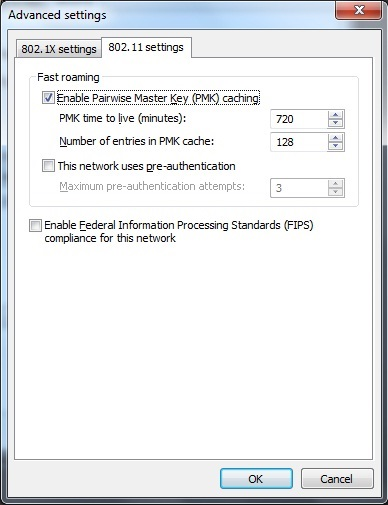 Advanced settings
802.1X settings
802.11 settings
Fast roaming
Enable Pairwise Master Key (PMK) caching
PMK time to live (minutes): 720
Number of entries in PMK cache: 128
This network uses pre-authentication
Maximum pre-authentication attempts: 3
Enable Federal Information Processing Standards (FIPS)
compliance for this network
OK
Cancel